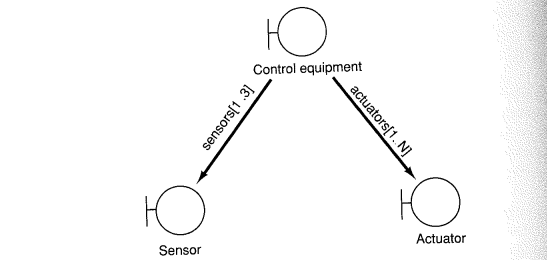 Control equipment
sensors[1 .3]
actuators[1. N]
Sensor
Actuator